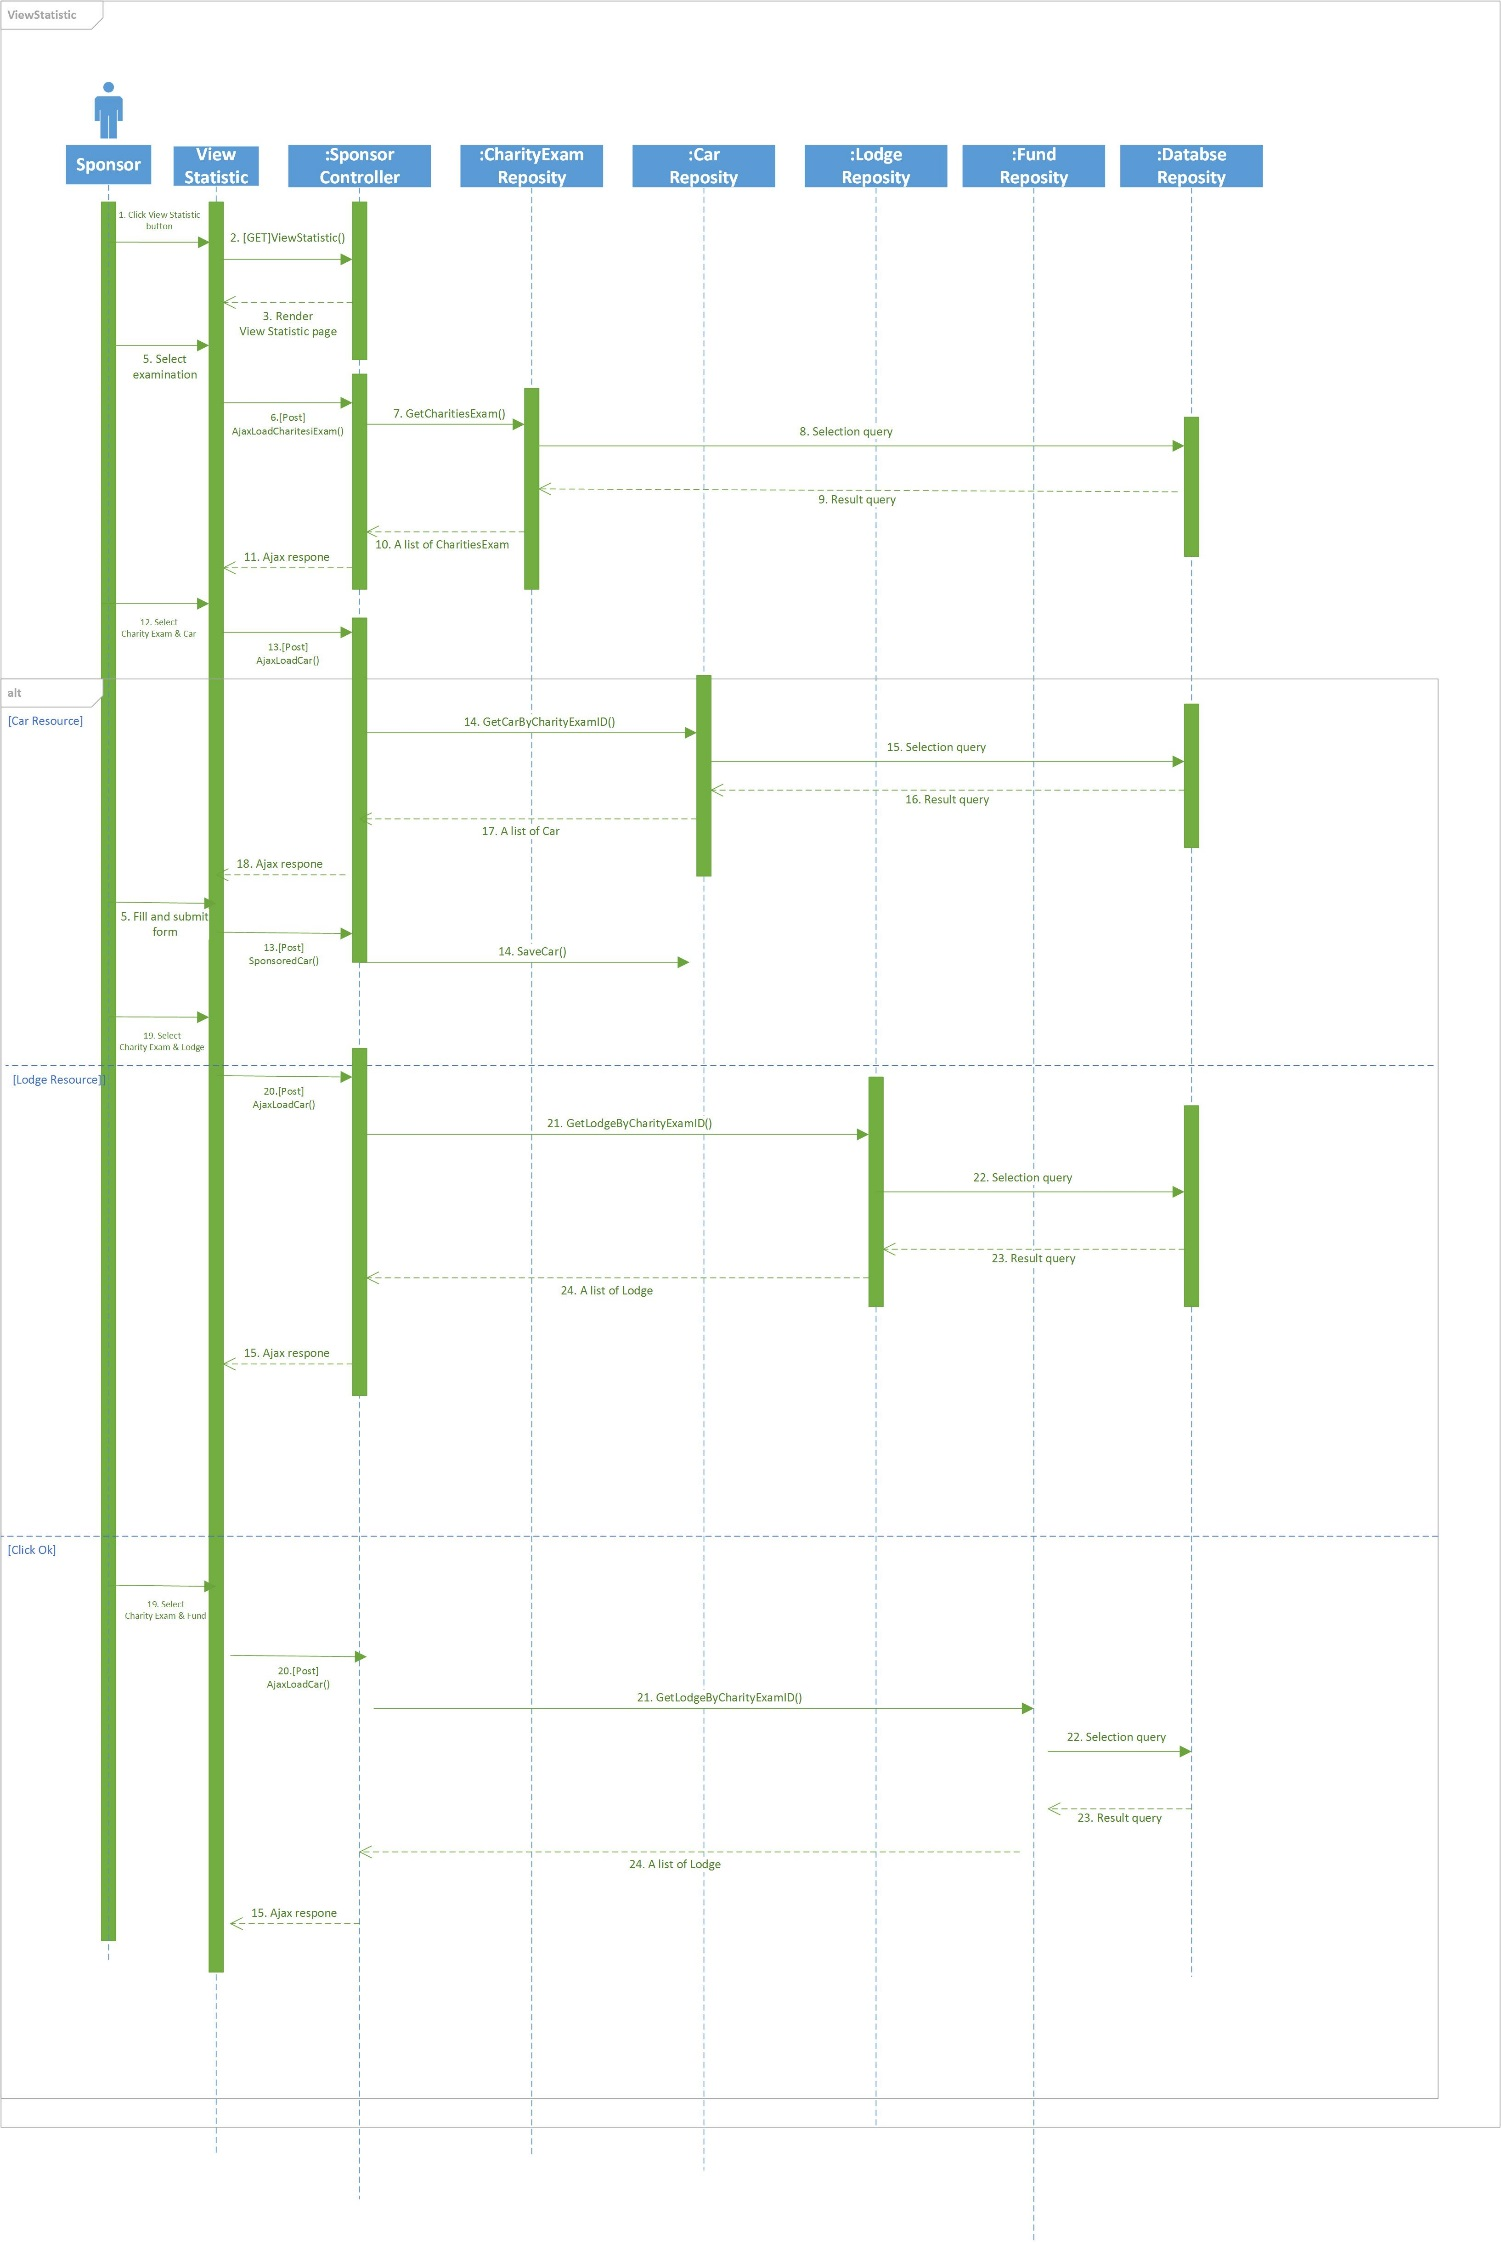 ViewStatistic
Sponsor
View
Statistic
:Sponsor
Controller
:CharityExam
Reposity
:Car
Reposity
:Lodge
Reposity
:Fund
Reposity
:Databse
Reposity
1. Click View Statistic
button
2. [GET]ViewStatistic()
3. Render
View Statistic page
5. Select
examination
6.[Post]
AjaxLoadCharitesiExam()
7. GetCharitiesExam()
8. Selection query
9. Result query
10. A list of CharitiesExam
11. Ajax respone
12. Select
Charity Exam & Car
13.[Post]
AjaxLoadCar()
alt
[Car Resource]
14. GetCarByCharityExamID()
15. Selection query
16. Result query
17. A list of Car
18. Ajax respone
5. Fill and submit
form
13.[Post]
SponsoredCar()
14. SaveCar()
19. Select
Charity Exam & Lodge
[Lodge Resource]]
20.[Post]
AjaxLoadCar()
21. GetLodgeByCharityExamID()
22. Selection query
23. Result query
24. A list of Lodge
15. Ajax respone
[Click Ok]
19. Select
Charity Exam & Fund
20.[Post]
AjaxLoadCar()
21. GetLodgeByCharityExamID()
22. Selection query
23. Result query
24. A list of Lodge
15. Ajax respone